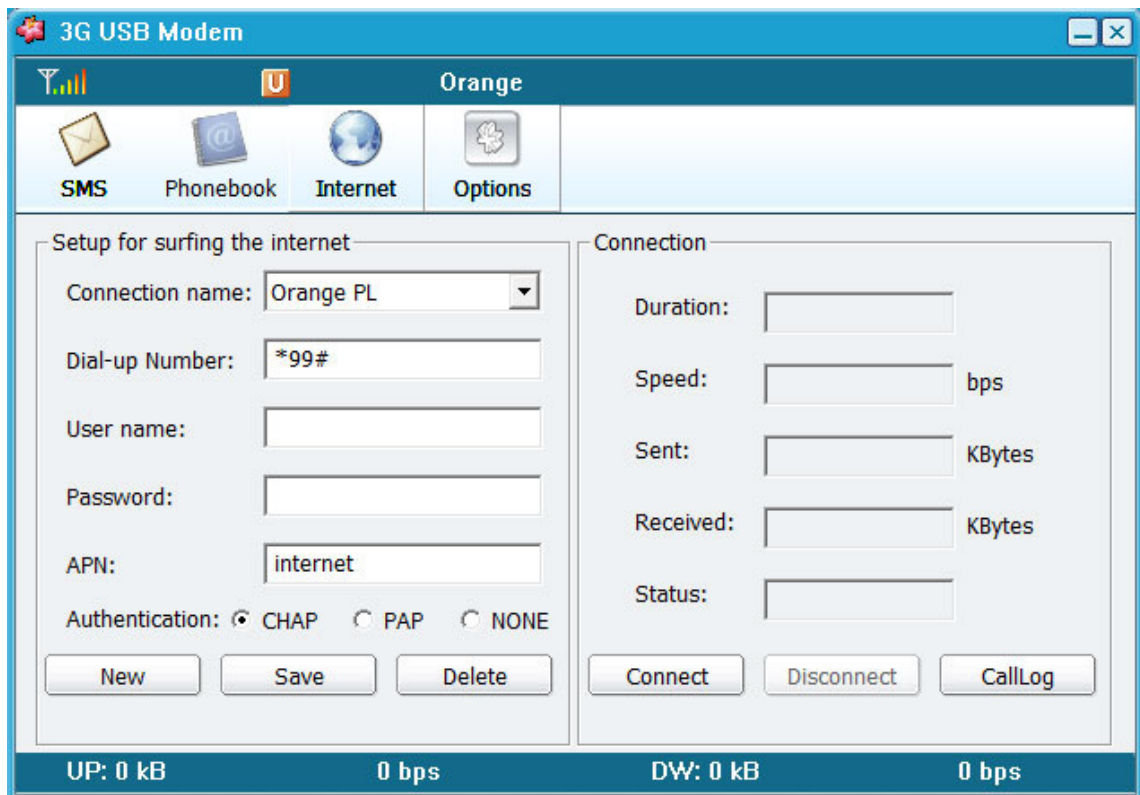 3G USB Modem
U Orange
SMS Phonebook Internet Options
Setup for surfing the internet
Connection name: Orange PL
Dial-up Number: *99#
User name:
Password:
APN: internet
Authentication: CHAP PAP NONE
New Save Delete
Connection
Duration:
Speed: bps
Sent: KBytes
Received: KBytes
Status:
Connect Disconnect CallLog
UP: 0 kB 0 bps DW: 0 kB 0 bps